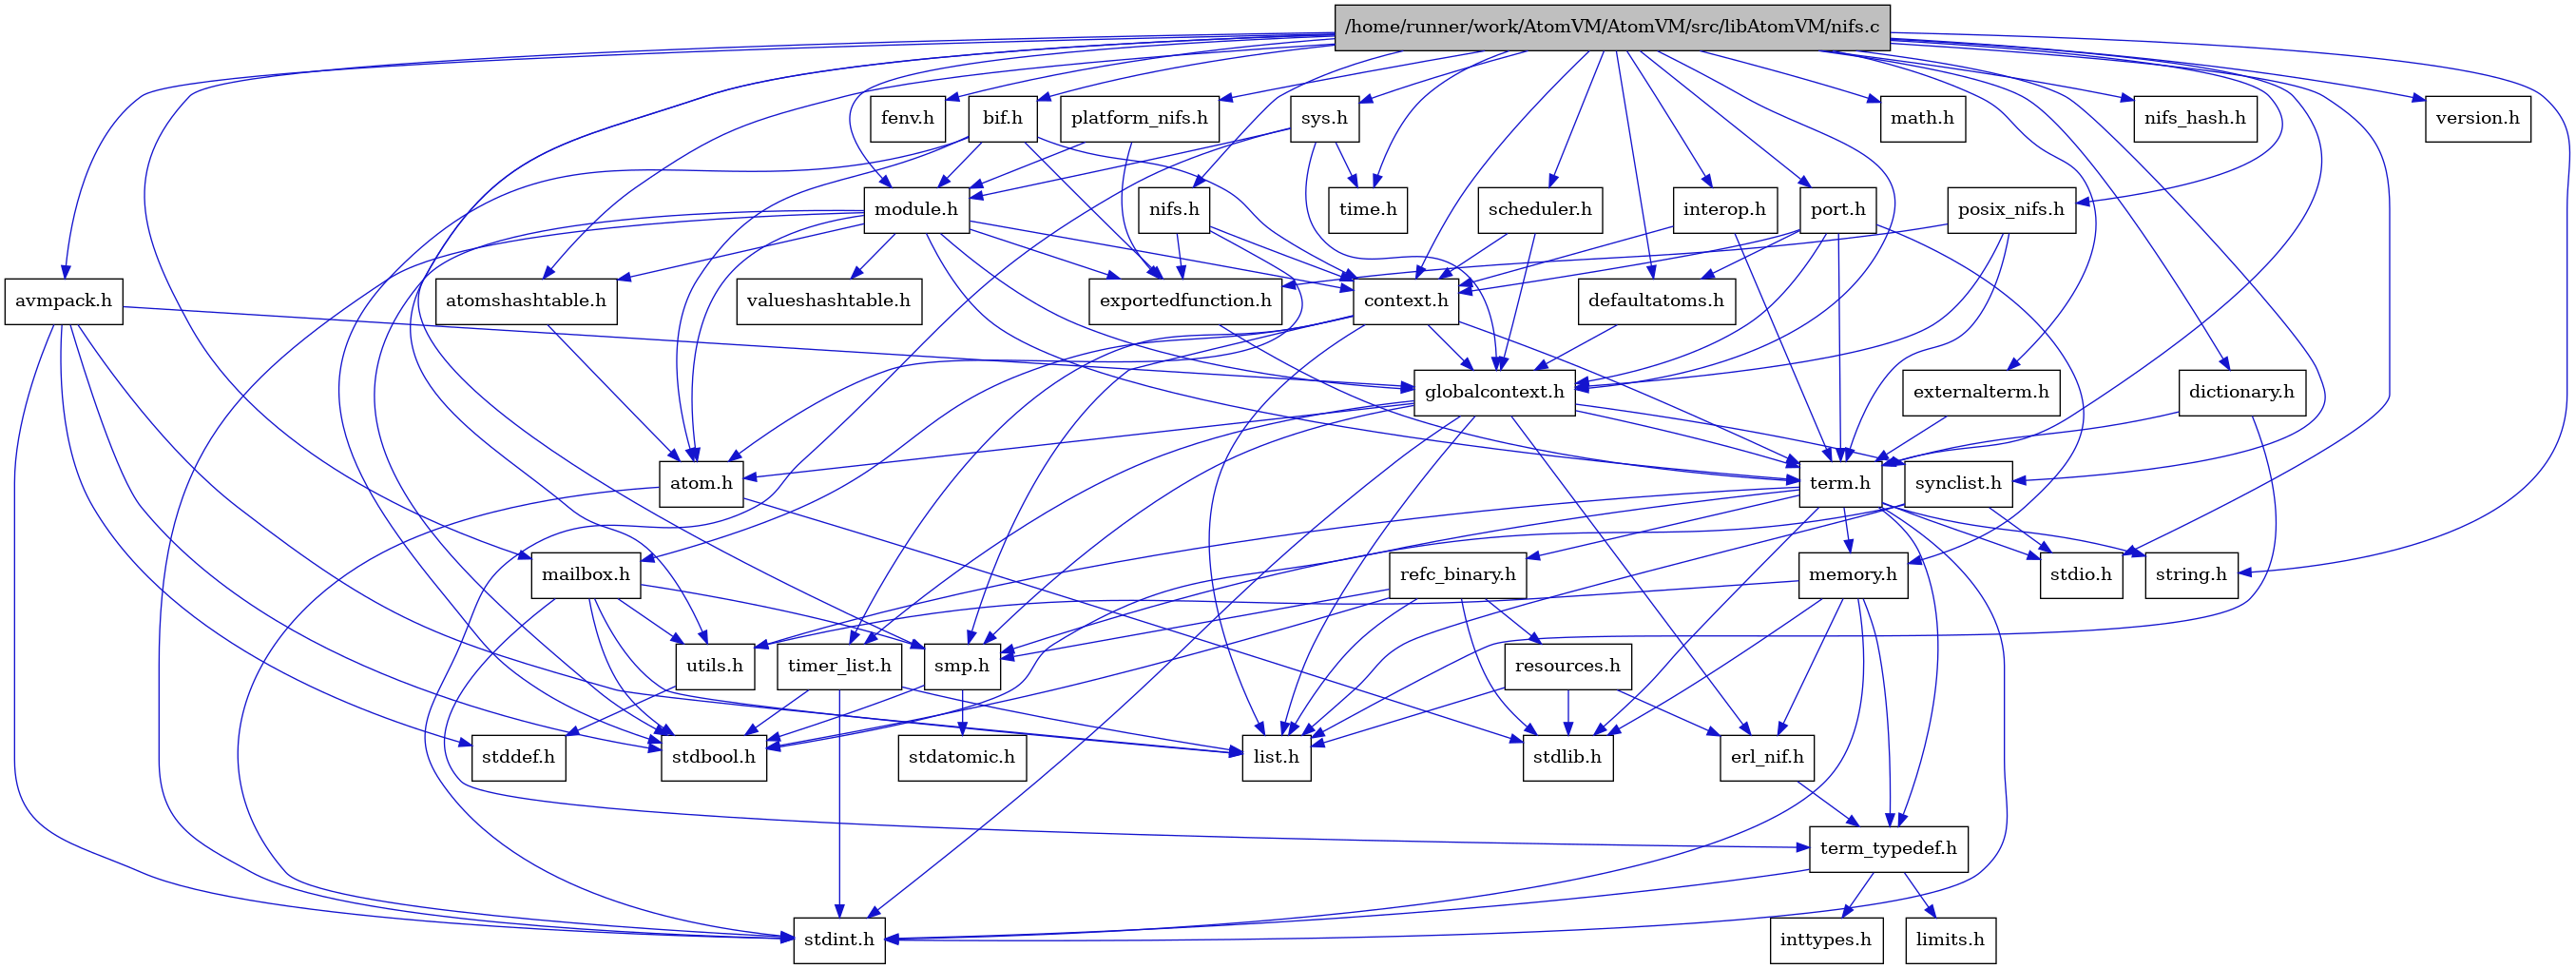 /home/runner/work/AtomVM/AtomVM/src/libAtomVM/nifs.c
fenv.h
bif.h
platform_nifs.h
sys.h
math.h
nifs_hash.h
version.h
module.h
nifs.h
time.h
scheduler.h
interop.h
port.h
posix_nifs.h
avmpack.h
atomshashtable.h
valueshashtable.h
exportedfunction.h
context.h
defaultatoms.h
globalcontext.h
externalterm.h
dictionary.h
atom.h
term.h
synclist.h
mailbox.h
refc_binary.h
memory.h
stdio.h
string.h
utils.h
timer_list.h
smp.h
resources.h
stddef.h
stdbool.h
stdatomic.h
list.h
stdlib.h
erl_nif.h
term_typedef.h
stdint.h
inttypes.h
limits.h